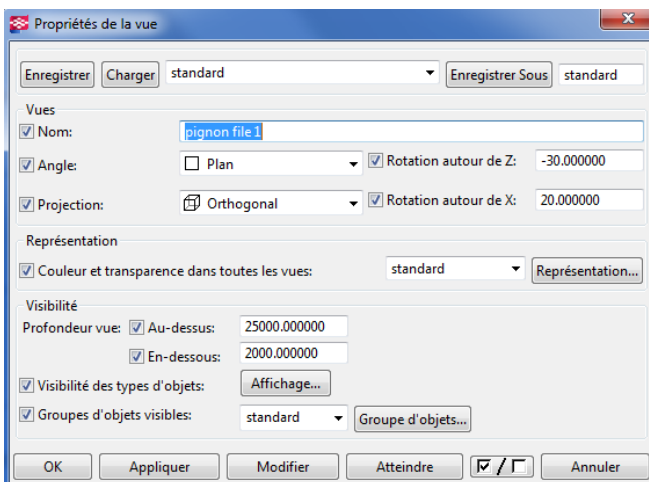 Propriétés de la vue
Enregistrer Charger standard Enregistrer Sous standard
Vues
Nom: pignon file 1
Angle: Plan Rotation autour de Z: -30.000000
Projection: Orthogonal Rotation autour de X: 20.000000
Représentation
Couleur et transparence dans toutes les vues: standard Représentation...
Visibilité
Profondeur vue: Au-dessus: 25000.000000
En-dessous: 2000.000000
Visibilité des types d'objets: Affichage...
Groupes d'objets visibles: standard Groupe d'objets...
OK Appliquer Modifier Atteindre / Annuler